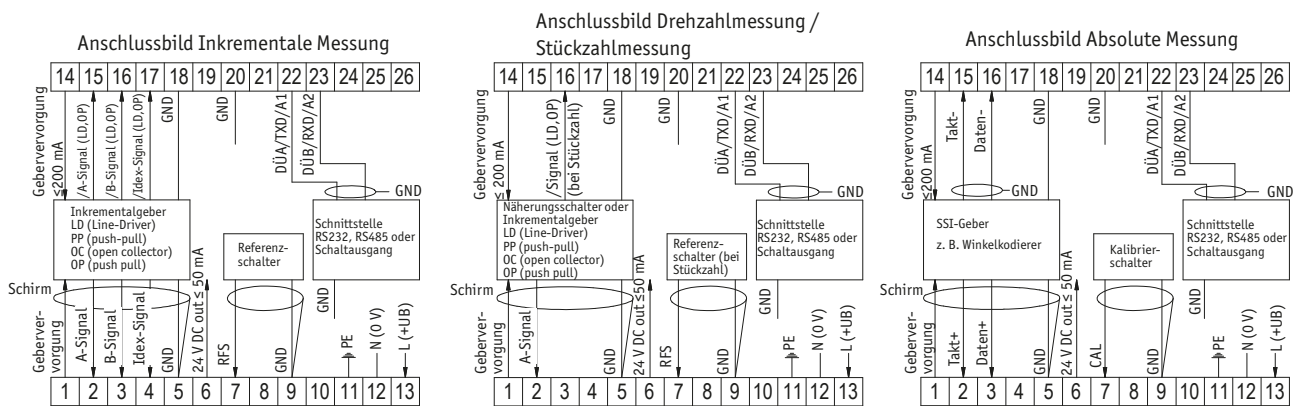 Anschlussbild Inkrementale Messung
14 15 16 17 18 19 20 21 22 23 24 25 26
Gebervervorgung
≤200 mA
/A-Signal (LD,OP)
/B-Signal (LD,OP)
/Idex-Signal (LD,OP)
GND
GND
DÜA/TXD/A1
DÜB/RXD/A2
GND
Inkrementalgeber
LD (Line-Driver)
PP (push-pull)
OC (open collector)
OP (push pull)
Referenz-
schalter
Schnittstelle
RS232, RS485 oder
Schaltausgang
Schirm
Geberver-
vorgung
A-Signal
B-Signal
Idex-Signal
GND
24 V DC out ≤ 50 mA
RFS
GND
GND
PE
N (0 V)
L (+UB)
1 2 3 4 5 6 7 8 9 10 11 12 13
Anschlussbild Drehzahlmessung /
Stückzahlmessung
14 15 16 17 18 19 20 21 22 23 24 25 26
Gebervervorgung
≤ 200 mA
/Signal (LD,OP)
(bei Stückzahl)
GND
GND
DÜA/TXD/A1
DÜB/RXD/A2
GND
Näherungsschalter oder
Inkrementalgeber
LD (Line-Driver)
PP (push-pull)
OC (open collector)
OP (push pull)
Referenz-
schalter (bei
Stückzahl)
Schnittstelle
RS232, RS485 oder
Schaltausgang
Schirm
Geberver-
vorgung
A-Signal
GND
24 V DC out ≤50 mA
RFS
GND
GND
PE
N (0 V)
L (+UB)
1 2 3 4 5 6 7 8 9 10 11 12 13
Anschlussbild Absolute Messung
14 15 16 17 18 19 20 21 22 23 24 25 26
Gebervervorgung
≤200 mA
Takt-
Daten-
GND
GND
DÜA/TXD/A1
DÜB/RXD/A2
GND
SSI-Geber
z. B. Winkelkodierer
Kalibrier-
schalter
Schnittstelle
RS232, RS485 oder
Schaltausgang
Schirm
Geberver-
vorgung
Takt+
Daten+
GND
24 V DC out ≤ 50 mA
CAL
GND
GND
PE
N (0 V)
L (+UB)
1 2 3 4 5 6 7 8 9 10 11 12 13